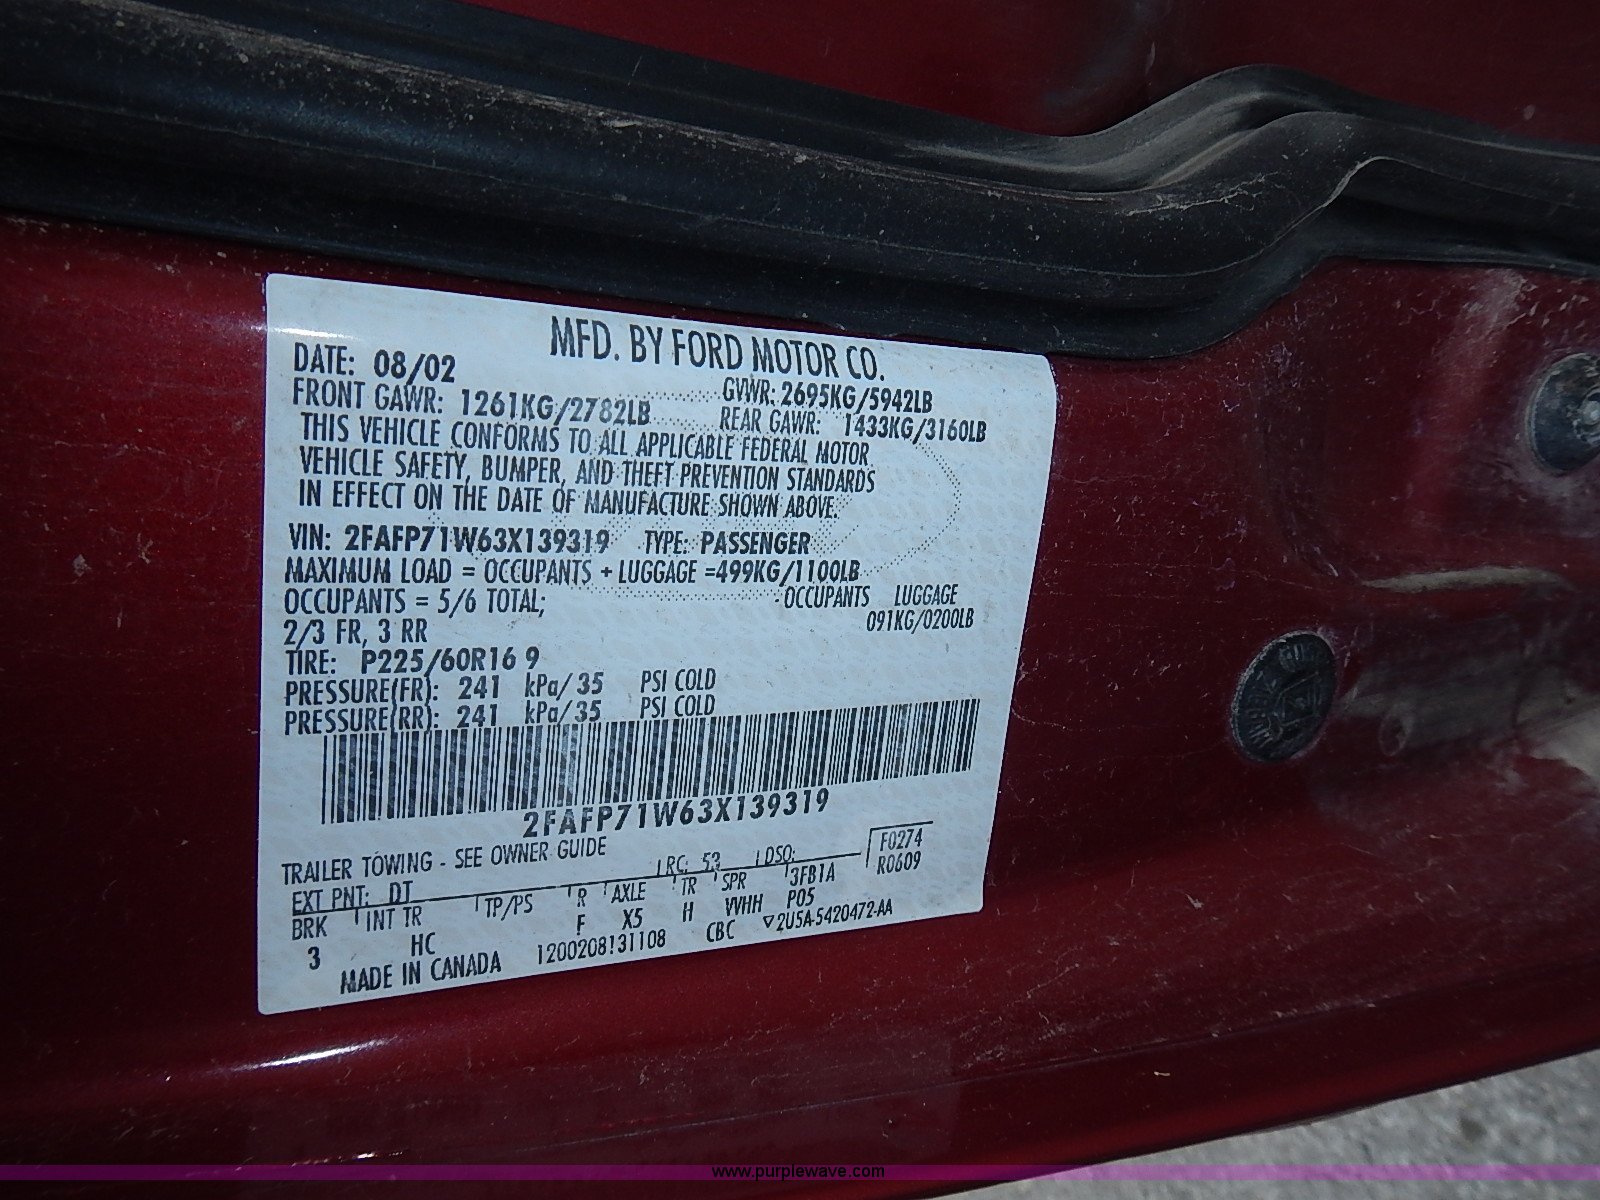 MFD. BY FORD MOTOR CO.
DATE: 08/02 GVWR: 2695KG/5942LB
FRONT GAWR: 1261KG/2782LB REAR GAWR: 1433KG/3160LB
THIS VEHICLE CONFORMS TO ALL APPLICABLE FEDERAL MOTOR
VEHICLE SAFETY, BUMPER, AND THEFT PREVENTION STANDARDS
IN EFFECT ON THE DATE OF MANUFACTURE SHOWN ABOVE.
VIN: 2FAFP71W63X139319 TYPE: PASSENGER
MAXIMUM LOAD = OCCUPANTS + LUGGAGE =499KG/1100LB
OCCUPANTS = 5/6 TOTAL; OCCUPANTS LUGGAGE
2/3 FR, 3 RR 091KG/0200LB
TIRE: P225/60R16 9
PRESSURE(FR): 241 kPa/ 35 PSI COLD
PRESSURE(RR): 241 kPa/ 35 PSI COLD
2FAFP71W63X139319
TRAILER TOWING - SEE OWNER GUIDE
EXT PNT: DT RC: 53 DSO: F0274
BRK INT TR TP/PS R AXLE TR SPR 3FB1A R0609
3 HC F X5 H VVHH P05
MADE IN CANADA 1200208131108 CBC ▽2U5A-5420472-AA
www.purplewave.com